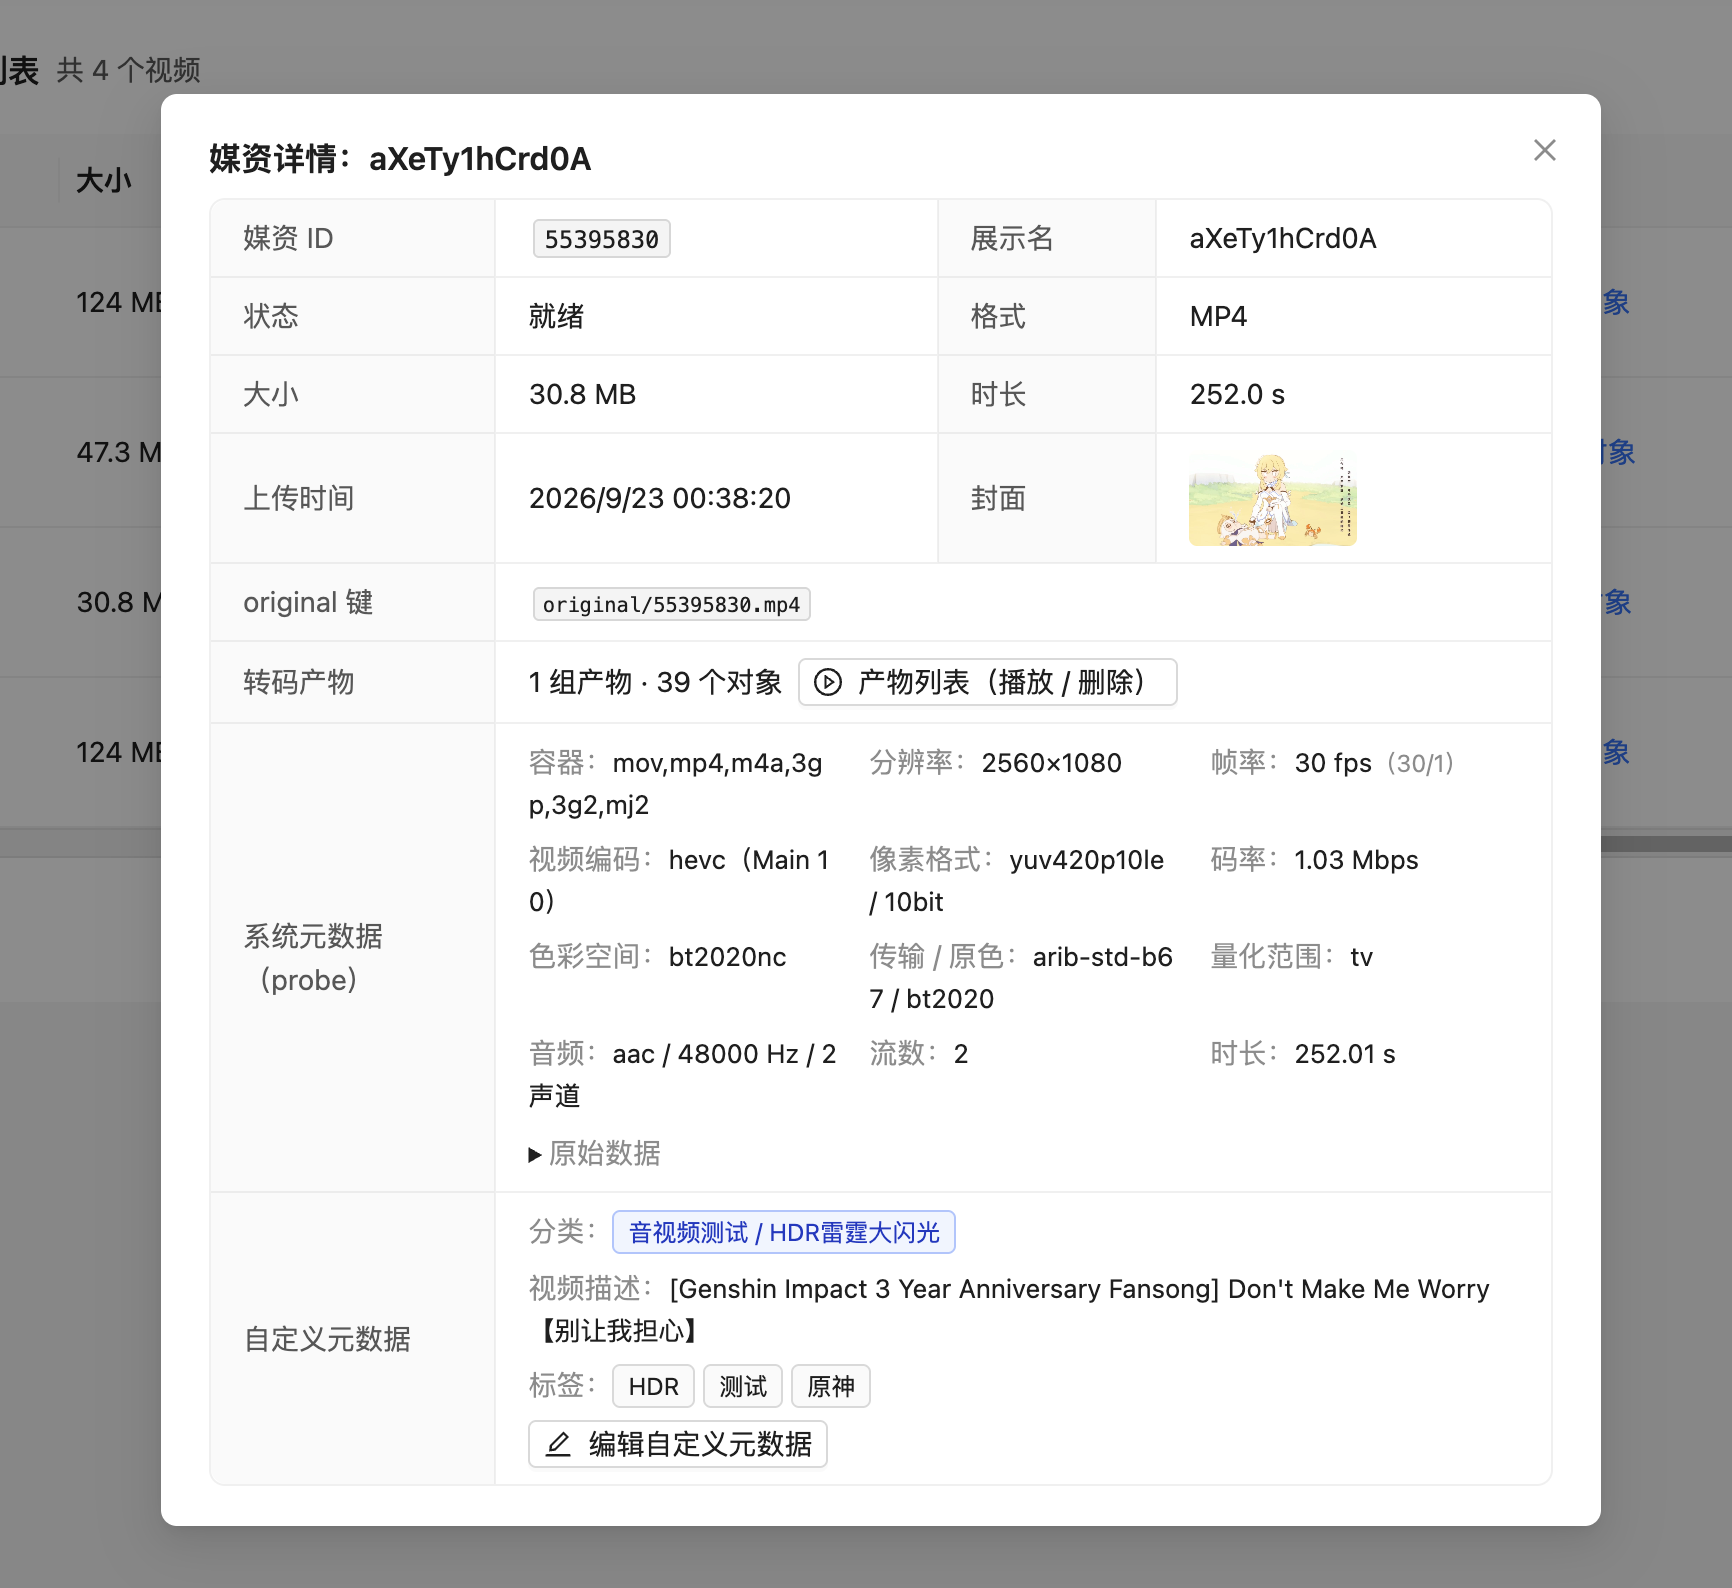 列表 共 4 个视频
大小
124 ME
47.3 M
30.8 M
124 ME
对象
对象
对象
对象
媒资详情：aXeTy1hCrd0A
媒资 ID 55395830 展示名 aXeTy1hCrd0A
状态 就绪 格式 MP4
大小 30.8 MB 时长 252.0 s
上传时间 2026/9/23 00:38:20 封面
original 键 original/55395830.mp4
转码产物 1 组产物 · 39 个对象 产物列表（播放 / 删除）
系统元数据
（probe）
容器：mov,mp4,m4a,3g
p,3g2,mj2
分辨率：2560×1080
帧率：30 fps（30/1）
视频编码：hevc（Main 1
0）
像素格式：yuv420p10le
/ 10bit
码率：1.03 Mbps
色彩空间：bt2020nc
传输 / 原色：arib-std-b6
7 / bt2020
量化范围：tv
音频：aac / 48000 Hz / 2
声道
流数：2
时长：252.01 s
▶ 原始数据
自定义元数据
分类：音视频测试 / HDR雷霆大闪光
视频描述：[Genshin Impact 3 Year Anniversary Fansong] Don't Make Me Worry
【别让我担心】
标签：HDR 测试 原神
编辑自定义元数据